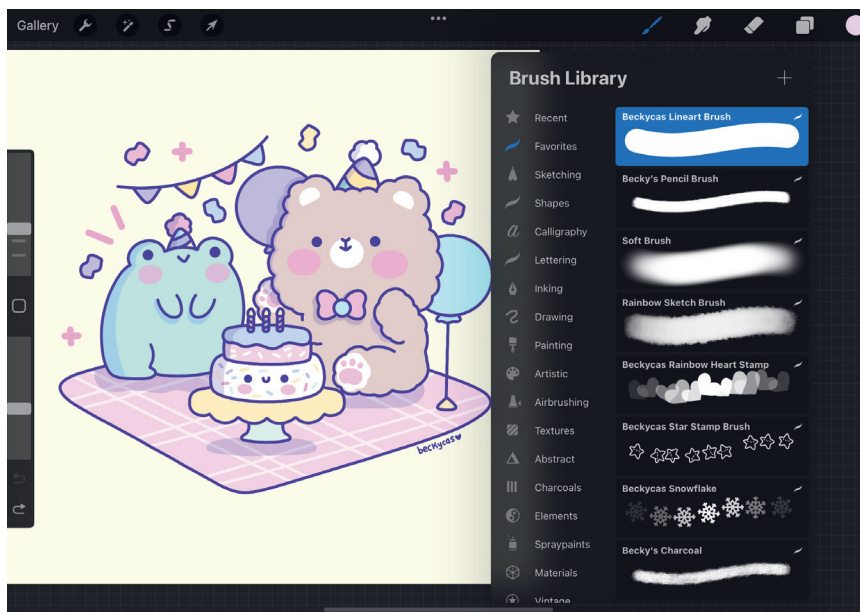 Gallery
Brush Library
Recent
Favorites
Sketching
Shapes
Calligraphy
Lettering
Inking
Drawing
Painting
Artistic
Airbrushing
Textures
Abstract
Charcoals
Elements
Spraypaints
Materials
Vintage
Beckycas Lineart Brush
Becky's Pencil Brush
Soft Brush
Rainbow Sketch Brush
Beckycas Rainbow Heart Stamp
Beckycas Star Stamp Brush
Beckycas Snowflake
Becky's Charcoal
beckycas